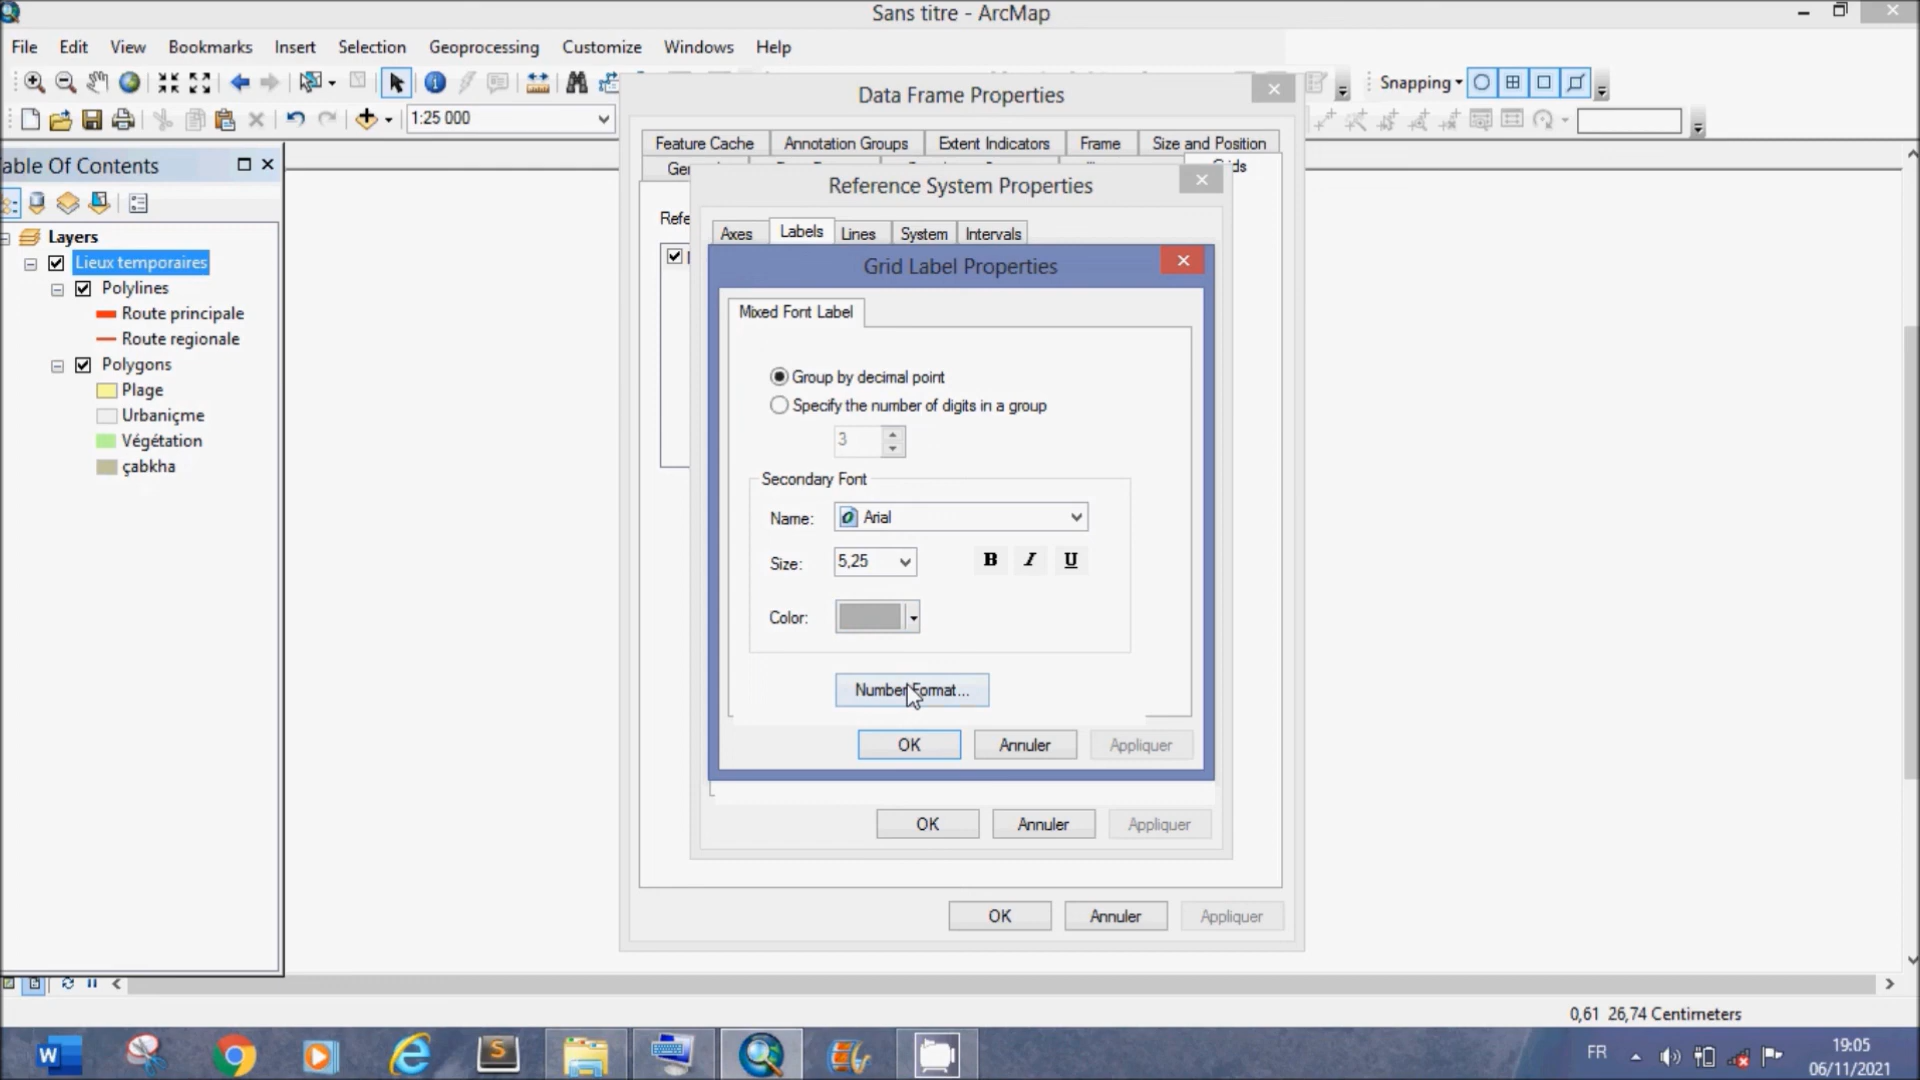 Sans titre - ArcMap
File Edit View Bookmarks Insert Selection Geoprocessing Customize Windows Help
Snapping
1:25 000
able Of Contents
Layers
Lieux temporaires
Polylines
Route principale
Route regionale
Polygons
Plage
Urbaniçme
Végétation
çabkha
Data Frame Properties
Feature Cache Annotation Groups Extent Indicators Frame Size and Position
Refe
Reference System Properties
Axes Labels Lines System Intervals
Grid Label Properties
Mixed Font Label
Group by decimal point
Specify the number of digits in a group
3
Secondary Font
Name: Arial
Size: 5,25 B I U
Color:
Number Format...
OK Annuler Appliquer
OK Annuler Appliquer
OK Annuler Appliquer
0,61 26,74 Centimeters
FR
19:05
06/11/2021